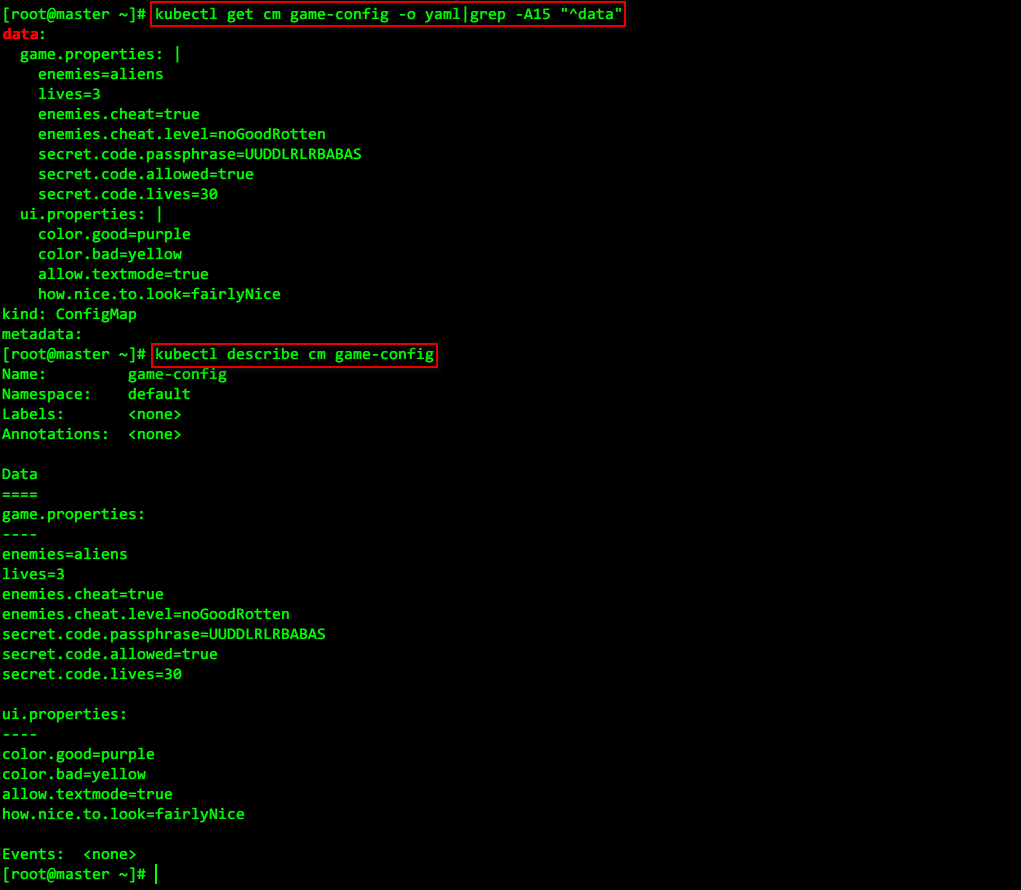 [root@master ~]# kubectl get cm game-config -o yaml|grep -A15 "^data"
data:
  game.properties: |
    enemies=aliens
    lives=3
    enemies.cheat=true
    enemies.cheat.level=noGoodRotten
    secret.code.passphrase=UUDDLRLRBABAS
    secret.code.allowed=true
    secret.code.lives=30
  ui.properties: |
    color.good=purple
    color.bad=yellow
    allow.textmode=true
    how.nice.to.look=fairlyNice
kind: ConfigMap
metadata:
[root@master ~]# kubectl describe cm game-config
Name:         game-config
Namespace:    default
Labels:       <none>
Annotations:  <none>

Data
====
game.properties:
----
enemies=aliens
lives=3
enemies.cheat=true
enemies.cheat.level=noGoodRotten
secret.code.passphrase=UUDDLRLRBABAS
secret.code.allowed=true
secret.code.lives=30

ui.properties:
----
color.good=purple
color.bad=yellow
allow.textmode=true
how.nice.to.look=fairlyNice

Events:  <none>
[root@master ~]#